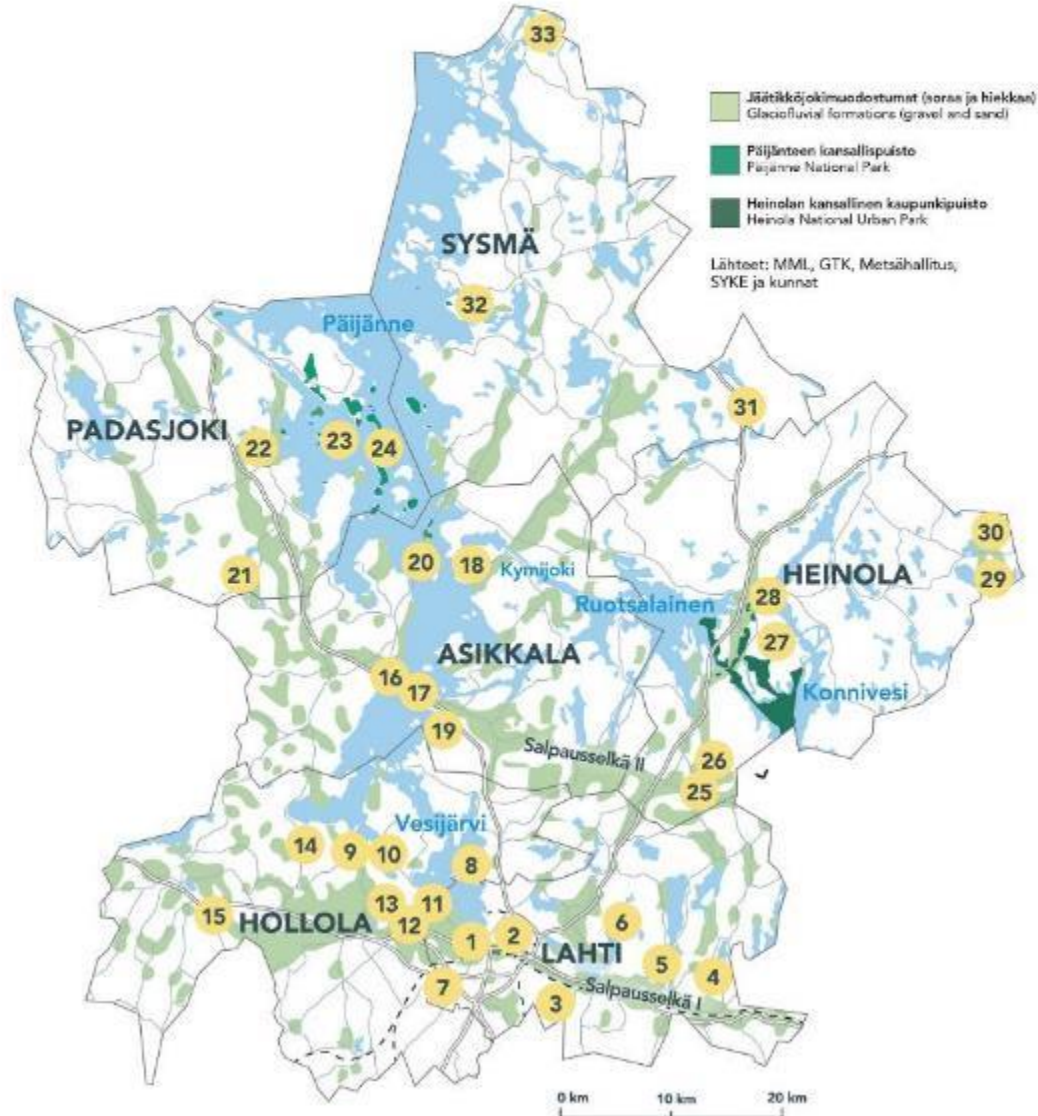 33
Jäätikköjokimuodostumat (soraa ja hiekkaa)
Glaciofluvial formations (gravel and sand)
Päijänteen kansallispuisto
Päijänne National Park
Heinolan kansallinen kaupunkipuisto
Heinola National Urban Park
Lähteet: MML, GTK, Metsähallitus,
SYKE ja kunnat
SYSMÄ
32
Päijänne
31
PADASJOKI
22
23
24
30
21
20
18
Kymijoki
HEINOLA
29
28
Ruotsalainen
27
ASIKKALA
16
17
Konnivesi
19
Salpausselkä II
26
25
Vesijärvi
14
9
10
8
15
HOLLOLA
13
11
12
6
1
2
LAHTI
5
4
7
3
Salpausselkä I
0 km 10 km 20 km